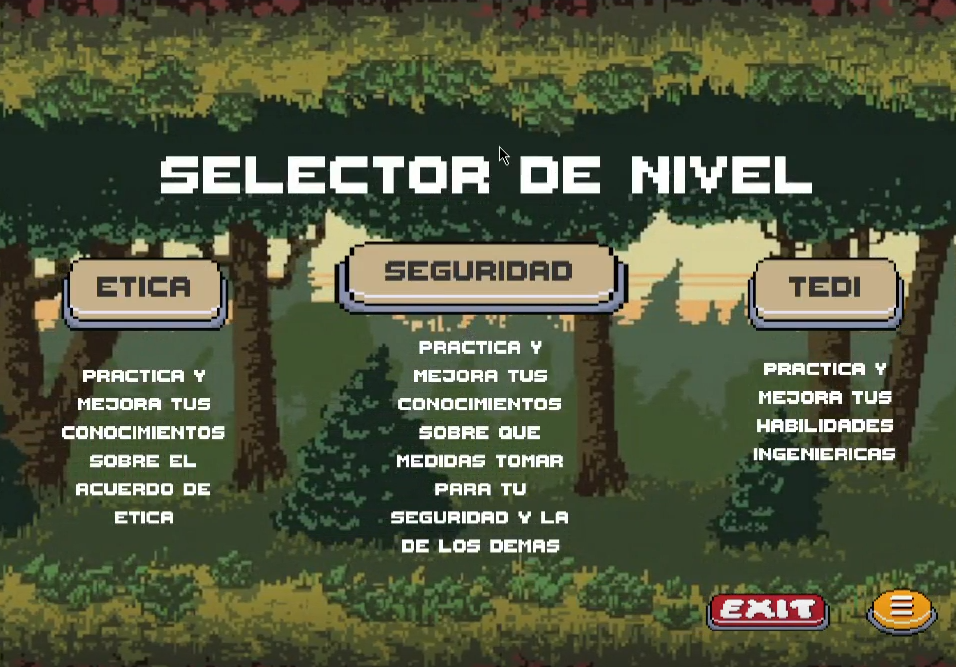 SELECTOR DE NIVEL
ETICA
PRACTICA Y
MEJORA TUS
CONOCIMIENTOS
SOBRE EL
ACUERDO DE
ETICA
SEGURIDAD
PRACTICA Y
MEJORA TUS
CONOCIMIENTOS
SOBRE QUE
MEDIDAS TOMAR
PARA TU
SEGURIDAD Y LA
DE LOS DEMAS
TEDI
PRACTICA Y
MEJORA TUS
HABILIDADES
INGENIERICAS
EXIT